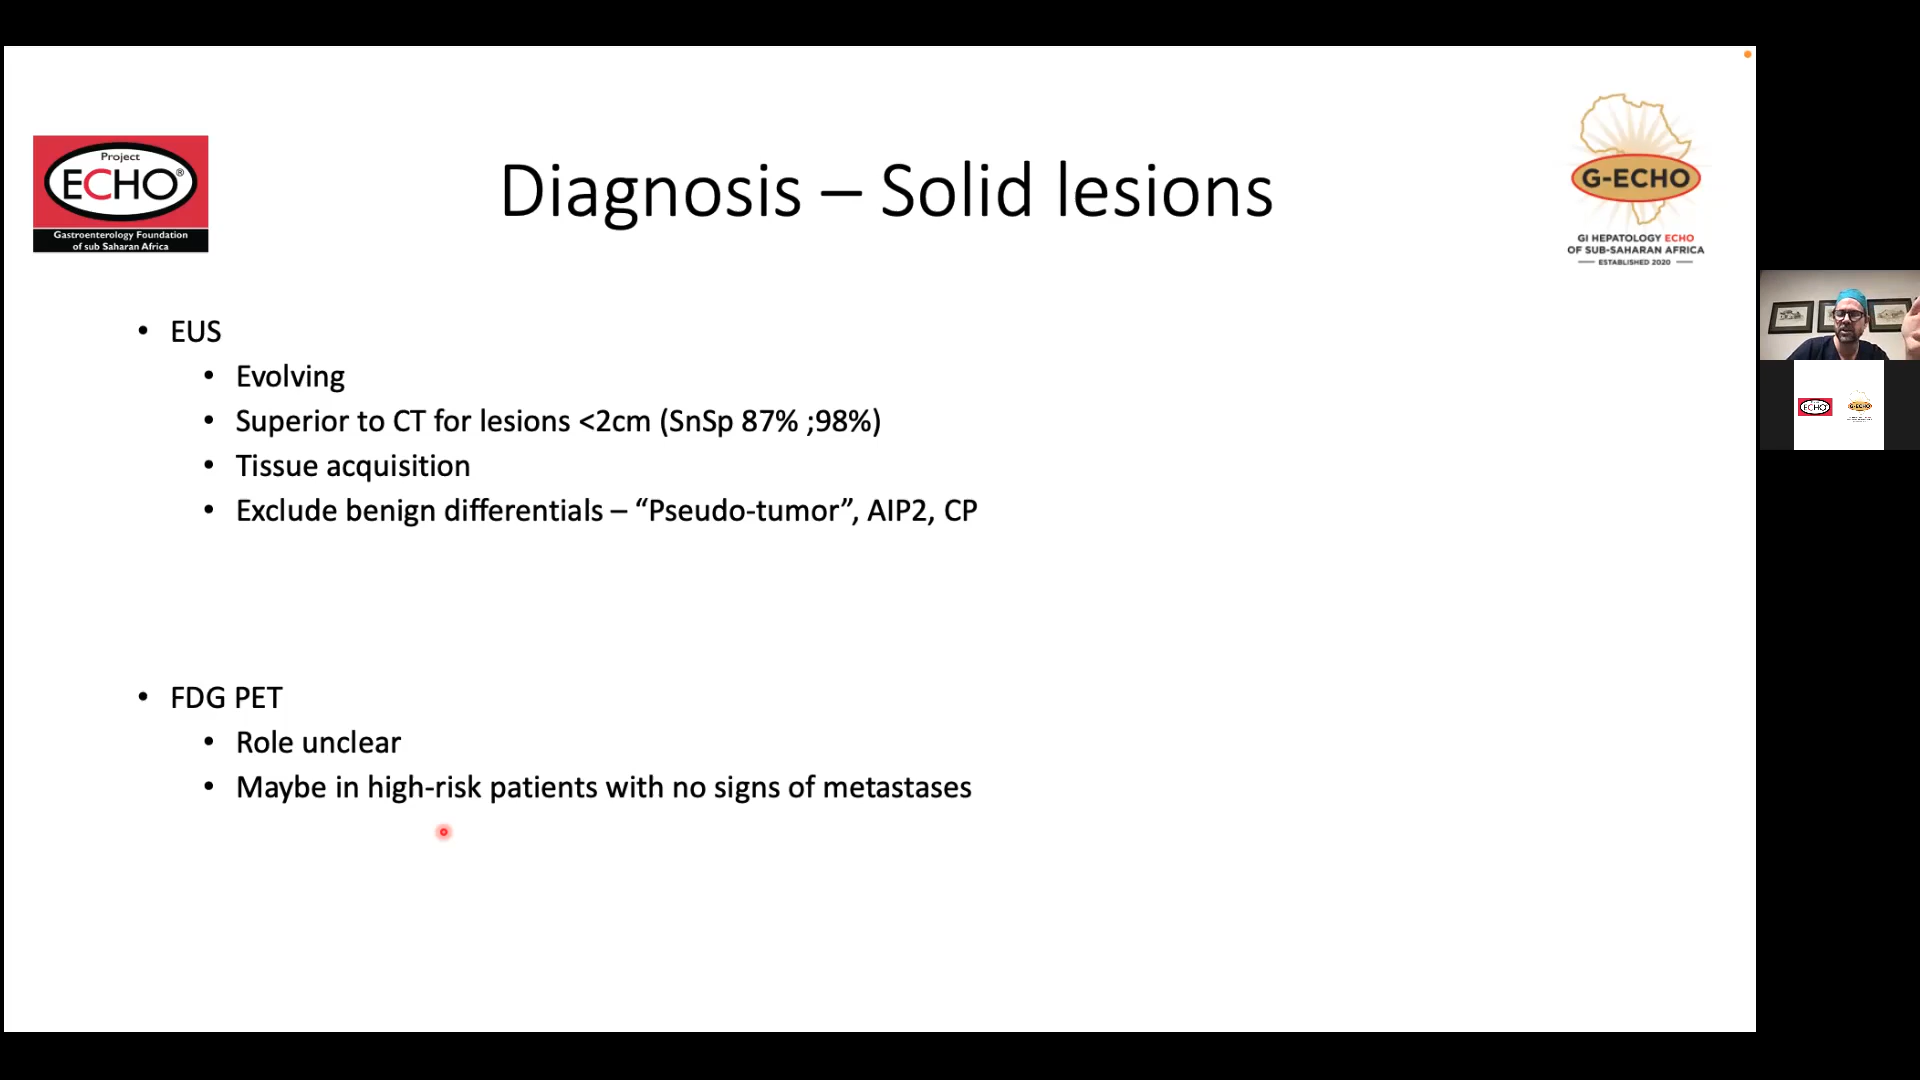 Project
ECHO®
Gastroenterology Foundation
of sub Saharan Africa
Diagnosis – Solid lesions
G-ECHO
GI HEPATOLOGY ECHO
OF SUB-SAHARAN AFRICA
ESTABLISHED 2020
• EUS
• Evolving
• Superior to CT for lesions <2cm (SnSp 87% ;98%)
• Tissue acquisition
• Exclude benign differentials – “Pseudo-tumor”, AIP2, CP
• FDG PET
• Role unclear
• Maybe in high-risk patients with no signs of metastases
ECHO
G-ECHO